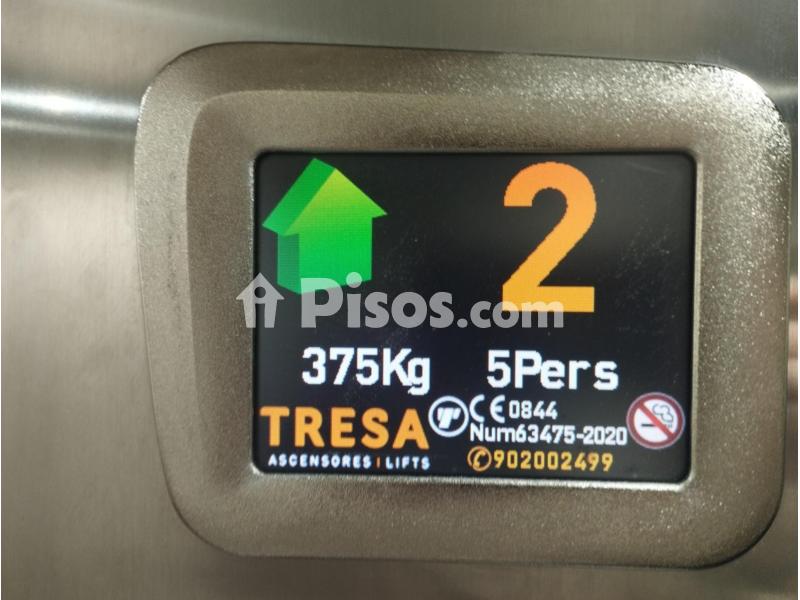 2
Pisos.com
375Kg 5Pers
TRESA
ASCENSORES | LIFTS
CE 0844
Num63475-2020
902002499